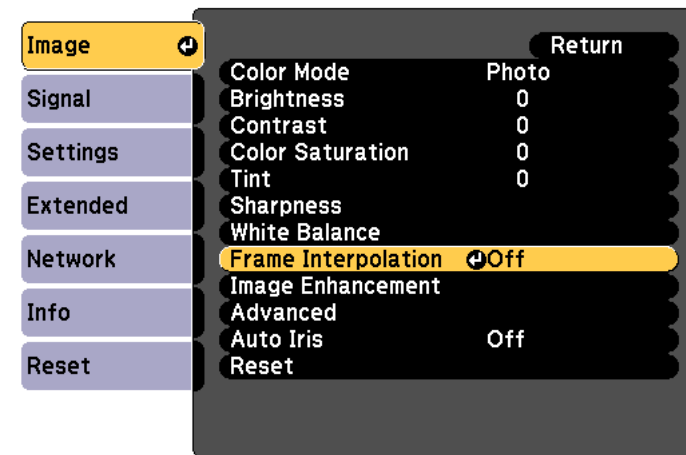 Image
Signal
Settings
Extended
Network
Info
Reset
Return
Color Mode Photo
Brightness 0
Contrast 0
Color Saturation 0
Tint 0
Sharpness
White Balance
Frame Interpolation Off
Image Enhancement
Advanced
Auto Iris Off
Reset